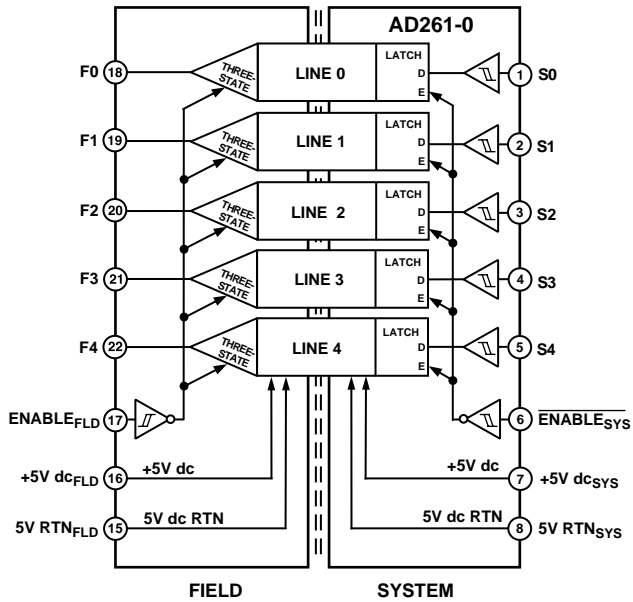 AD261-0
F0 18 THREE-STATE LINE 0 LATCH D E 1 S0
F1 19 THREE-STATE LINE 1 LATCH D E 2 S1
F2 20 THREE-STATE LINE 2 LATCH D E 3 S2
F3 21 THREE-STATE LINE 3 LATCH D E 4 S3
F4 22 THREE-STATE LINE 4 LATCH D E 5 S4
ENABLEFLD 17 6 ENABLESYS
+5V dcFLD 16 +5V dc +5V dc 7 +5V dcSYS
5V RTNFLD 15 5V dc RTN 5V dc RTN 8 5V RTNSYS
FIELD SYSTEM